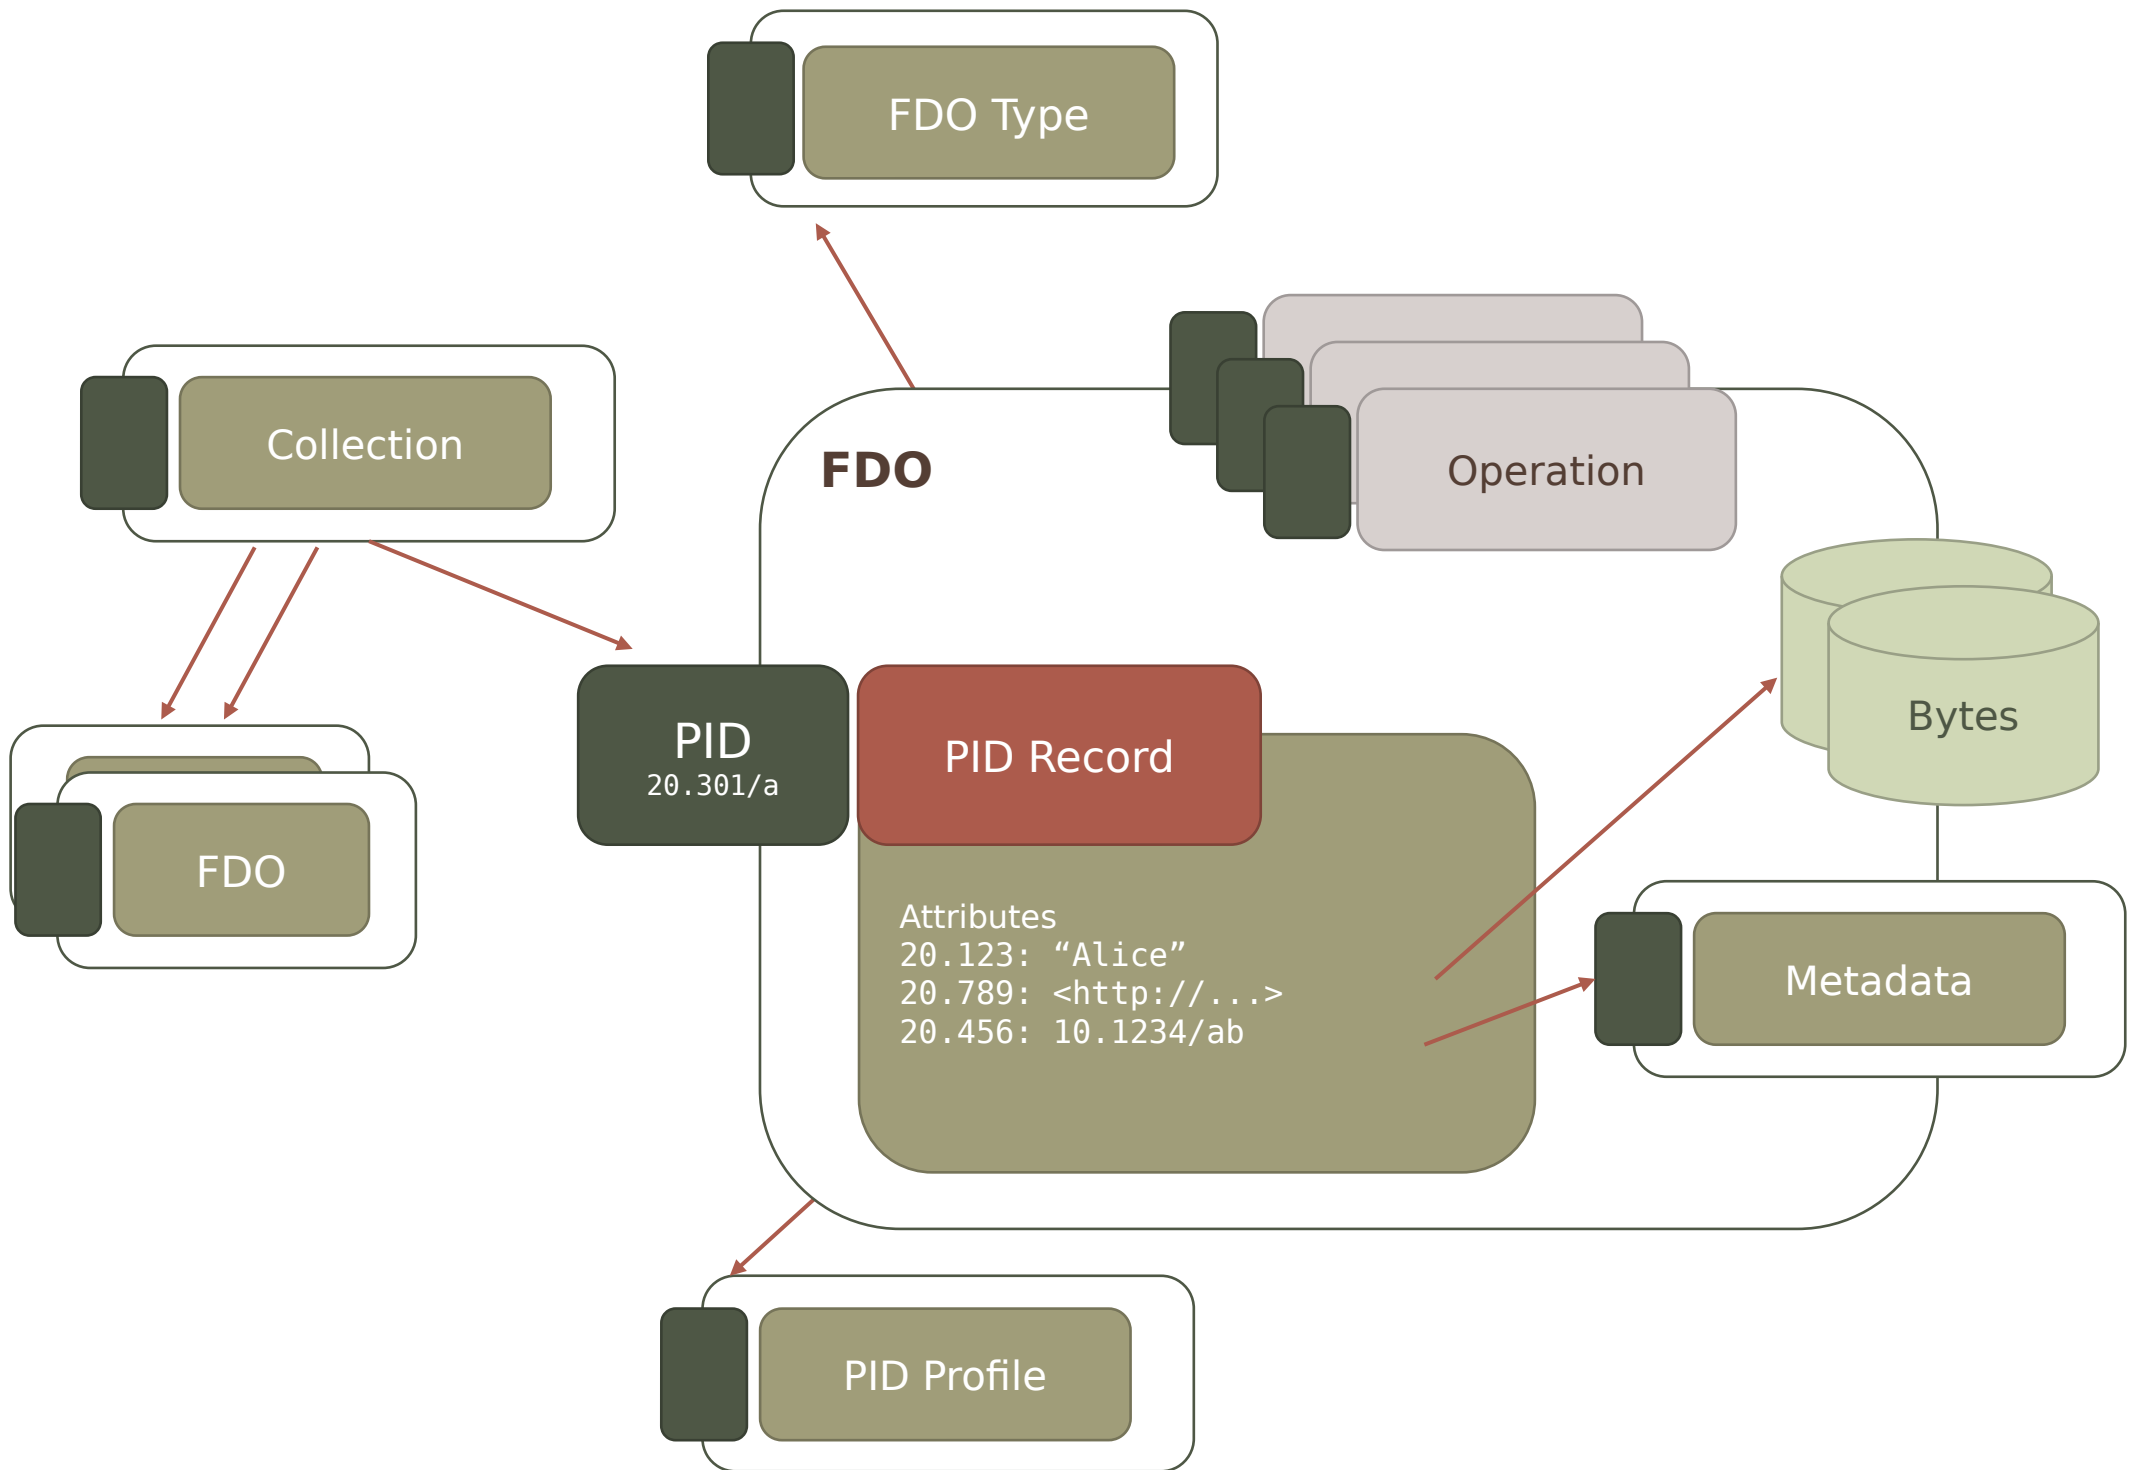 FDO Type
Collection
FDO
Operation
PID
20.301/a
PID Record
Bytes
FDO
Attributes
20.123: “Alice”
20.789: <http://...>
20.456: 10.1234/ab
Metadata
PID Profile